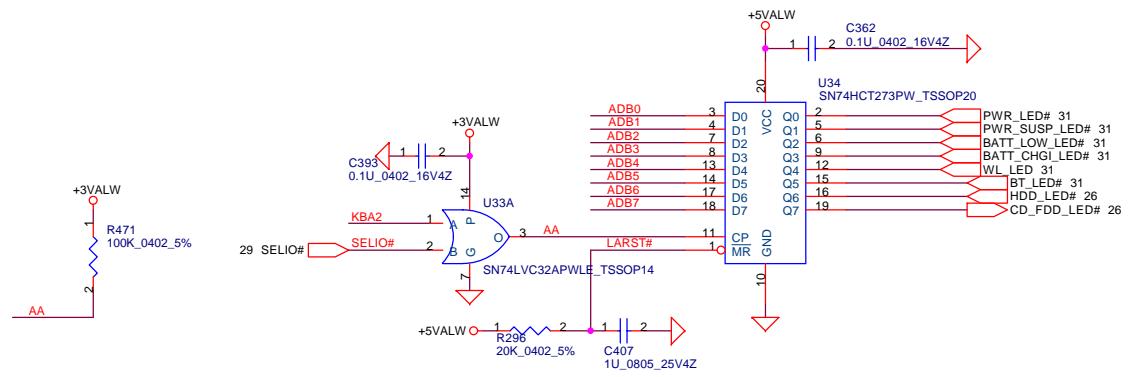 +5VALW
C362
1 2
0.1U_0402_16V4Z
U34
SN74HCT273PW_TSSOP20
20
VCC
ADB0 3 D0 Q0 2 PWR_LED# 31
ADB1 4 D1 Q1 5 PWR_SUSP_LED# 31
ADB2 7 D2 Q2 6 BATT_LOW_LED# 31
ADB3 8 D3 Q3 9 BATT_CHGI_LED# 31
ADB4 13 D4 Q4 12 WL_LED 31
ADB5 14 D5 Q5 15 BT_LED# 31
ADB6 17 D6 Q6 16 HDD_LED# 26
ADB7 18 D7 Q7 19 CD_FDD_LED# 26
+3VALW
C393
1 2
0.1U_0402_16V4Z
14
U33A
KBA2 1 A P
O 3 AA 11 CP
29 SELIO# SELIO# 2 B G
LARST# 1 MR
GND
7
10
SN74LVC32APWLE_TSSOP14
+3VALW
1
R471
100K_0402_5%
2
AA
+5VALW 1 2 1 2
R296
20K_0402_5%
C407
1U_0805_25V4Z